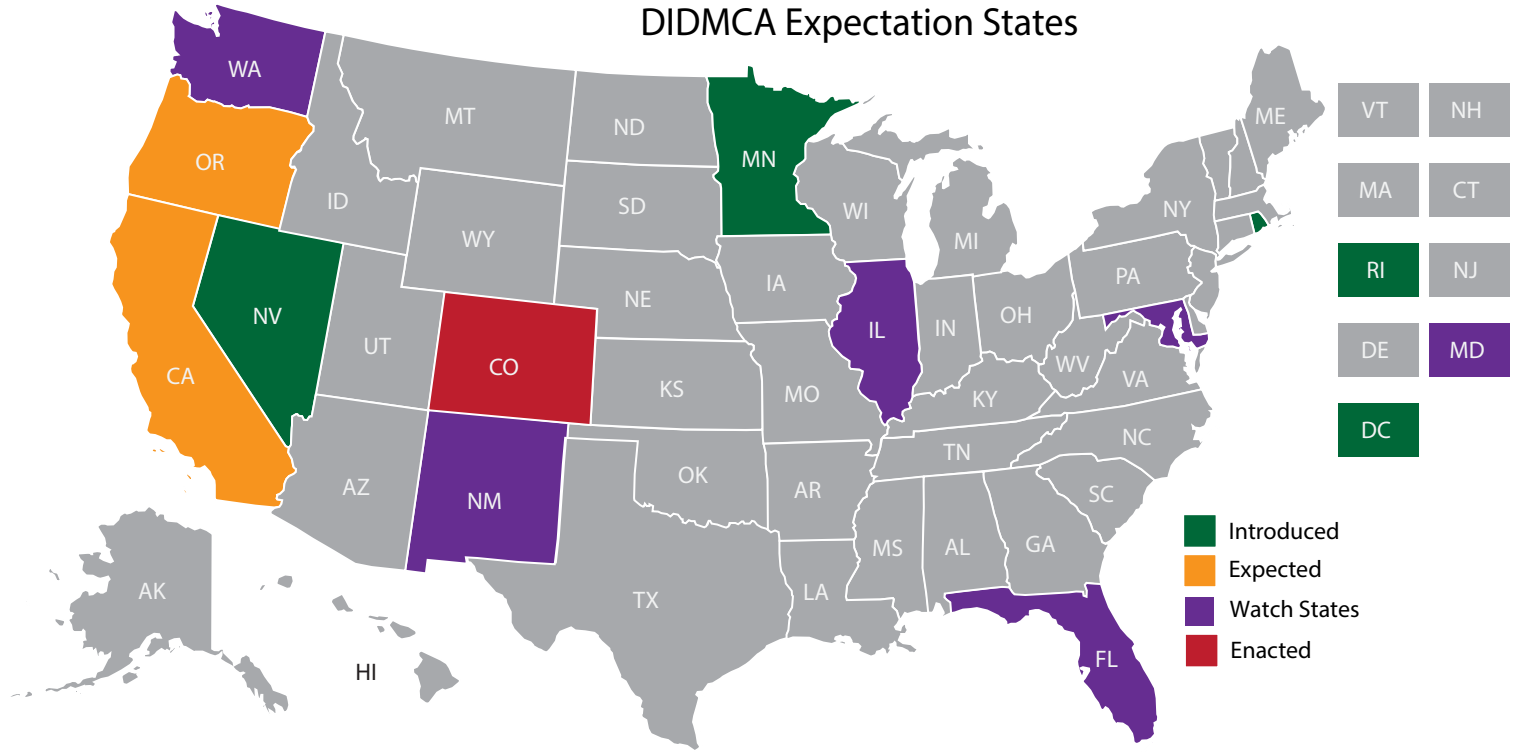 DIDMCA Expectation States
WA
MT
ND
MN
ME
VT
NH
OR
ID
SD
WI
MI
NY
MA
CT
WY
IA
PA
RI
NJ
NV
NE
IL
IN
OH
CA
UT
CO
KS
MO
KY
WV
VA
DE
MD
DC
AZ
NM
OK
AR
TN
NC
SC
MS
AL
GA
AK
TX
LA
HI
FL
Introduced
Expected
Watch States
Enacted